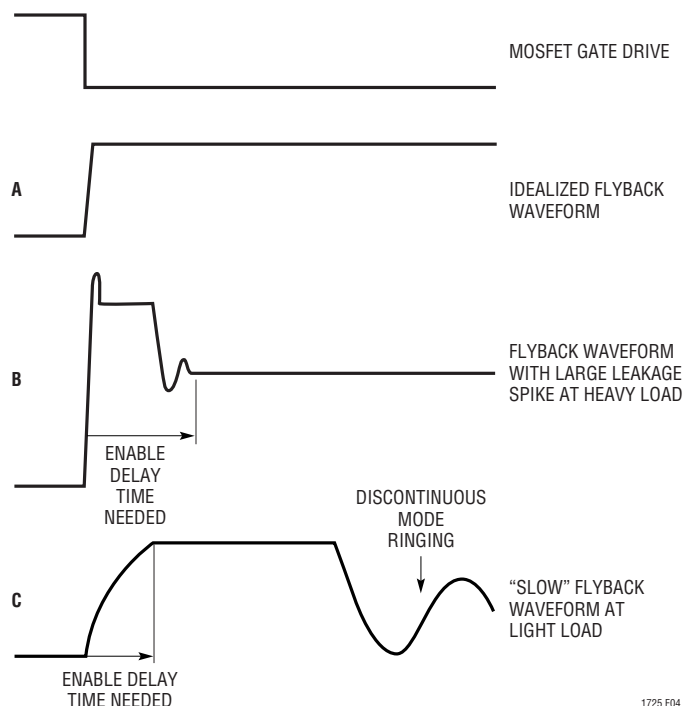 MOSFET GATE DRIVE
A
IDEALIZED FLYBACK
WAVEFORM
B
FLYBACK WAVEFORM
WITH LARGE LEAKAGE
SPIKE AT HEAVY LOAD
ENABLE
DELAY
TIME
NEEDED
DISCONTINUOUS
MODE
RINGING
C
“SLOW” FLYBACK
WAVEFORM AT
LIGHT LOAD
ENABLE DELAY
TIME NEEDED
1725 F04